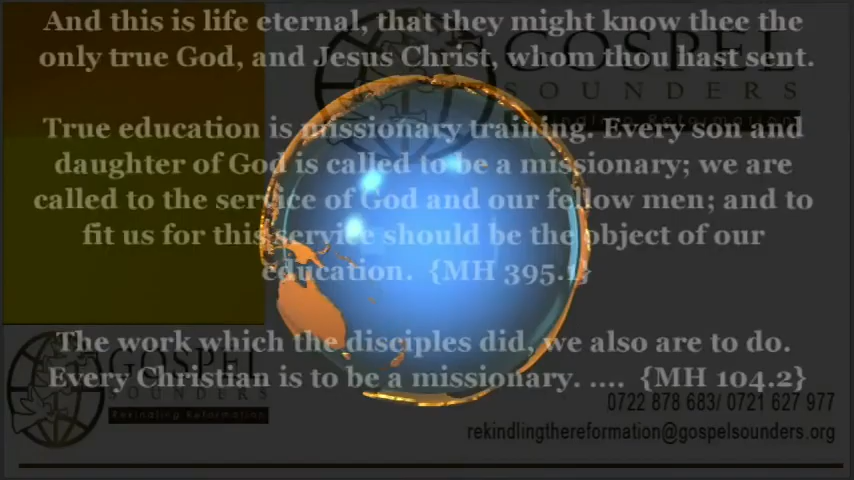 And this is life eternal, that they might know thee the
only true God, and Jesus Christ, whom thou hast sent.
GOSPEL
SOUNDERS
Rekindling Reformation
True education is missionary training. Every son and
daughter of God is called to be a missionary; we are
called to the service of God and our fellow men; and to
fit us for this service should be the object of our
education. {MH 395.1}
The work which the disciples did, we also are to do.
Every Christian is to be a missionary. .... {MH 104.2}
GOSPEL
SOUNDERS
Rekindling Reformation
0722 878 683/ 0721 627 977
rekindlingthereformation@gospelsounders.org